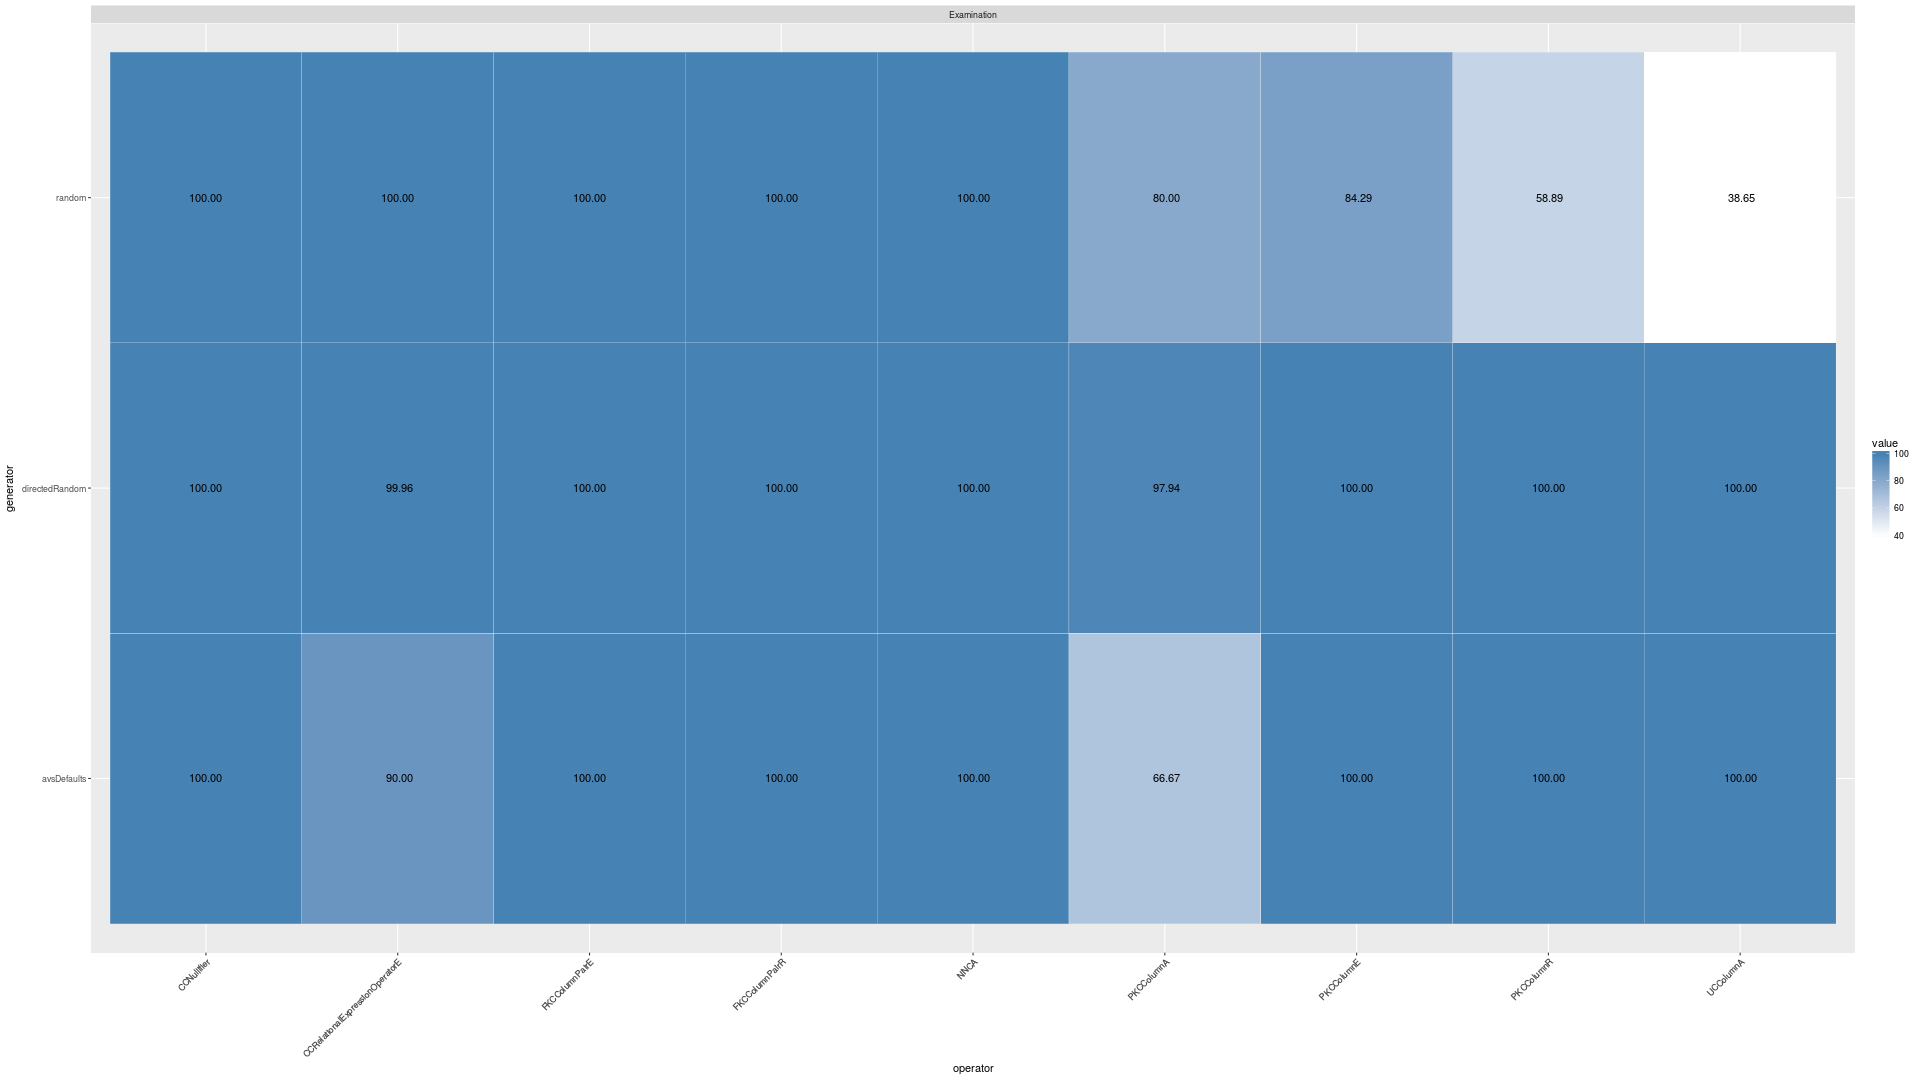 Examination
random
100.00 100.00 100.00 100.00 100.00 80.00 84.29 58.89 38.65
directedRandom
100.00 99.96 100.00 100.00 100.00 97.94 100.00 100.00 100.00
avsDefaults
100.00 90.00 100.00 100.00 100.00 66.67 100.00 100.00 100.00
generator
CCNullifier
CCRelationalExpressionOperatorE
FKCColumnPairE
FKCColumnPairR
NNCA
PKCColumnA
PKCColumnE
PKCColumnR
UCColumnA
operator
value
100
80
60
40